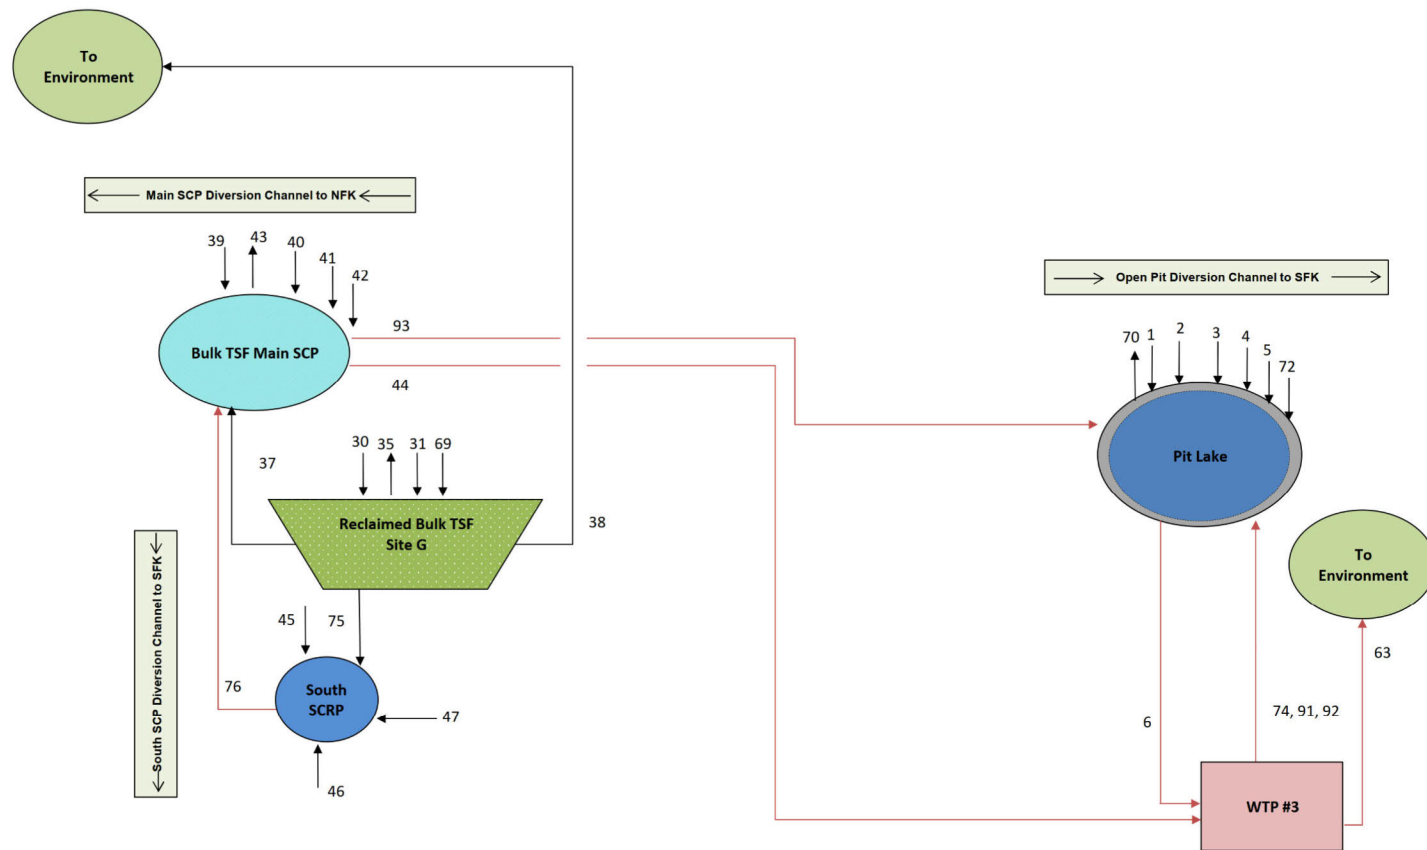 To
Environment
Main SCP Diversion Channel to NFK
39
43
40
41
42
Bulk TSF Main SCP
93
44
37
30
35
31
69
Reclaimed Bulk TSF
Site G
38
South SCP Diversion Channel to SFK
45
75
76
South
SCRP
47
46
Open Pit Diversion Channel to SFK
70
1
2
3
4
5
72
Pit Lake
To
Environment
63
6
74, 91, 92
WTP #3